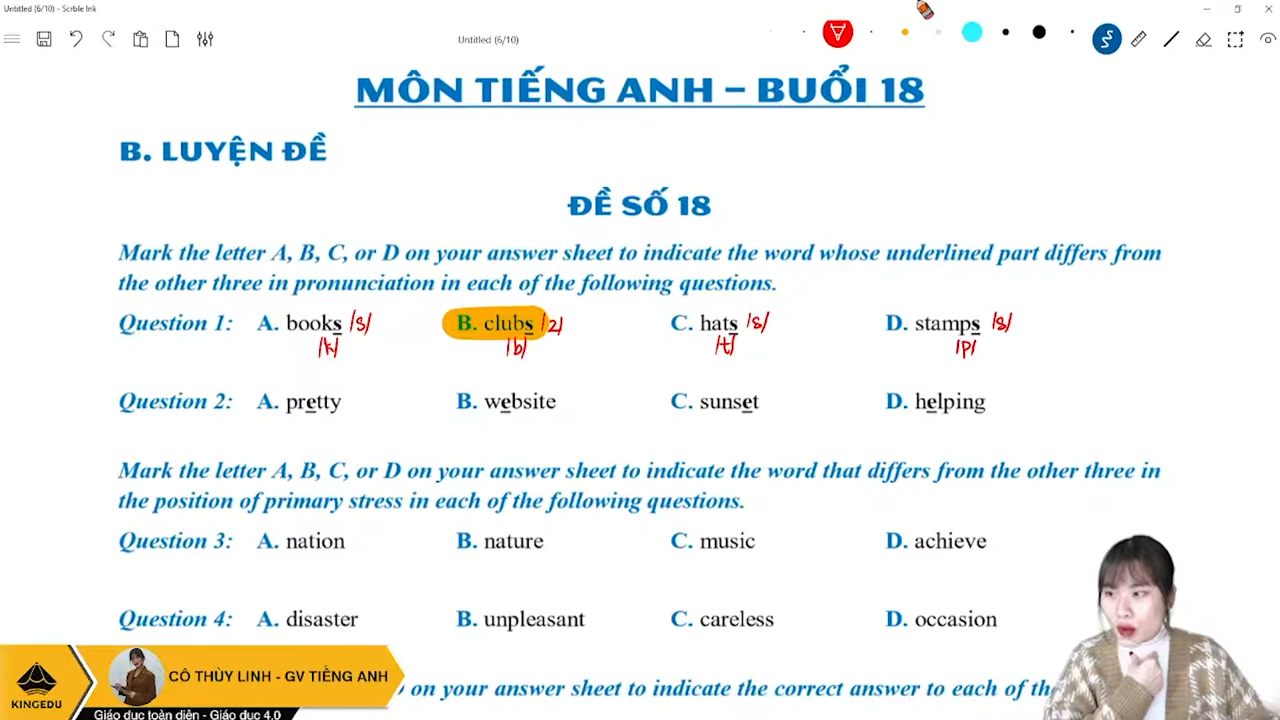 Untitled (6/10) - Scrble Ink
Untitled (6/10)
MÔN TIẾNG ANH – BUỔI 18
B. LUYỆN ĐỀ
ĐỀ SỐ 18
Mark the letter A, B, C, or D on your answer sheet to indicate the word whose underlined part differs from
the other three in pronunciation in each of the following questions.
Question 1: A. books /s/ B. clubs /z/ C. hats /s/ D. stamps /s/
/k/ /b/ /t/ /p/
Question 2: A. pretty B. website C. sunset D. helping
Mark the letter A, B, C, or D on your answer sheet to indicate the word that differs from the other three in
the position of primary stress in each of the following questions.
Question 3: A. nation B. nature C. music D. achieve
Question 4: A. disaster B. unpleasant C. careless D. occasion
on your answer sheet to indicate the correct answer to each of
CÔ THÙY LINH - GV TIẾNG ANH
KINGEDU
Giáo dục toàn diện - Giáo dục 4.0